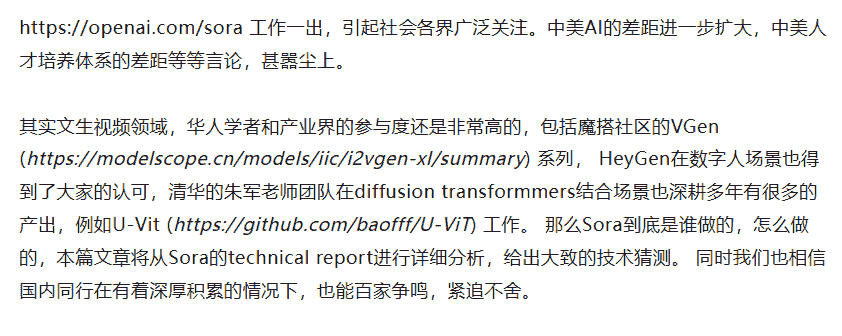 https://openai.com/sora 工作一出，引起社会各界广泛关注。中美AI的差距进一步扩大，中美人
才培养体系的差距等等言论，甚嚣尘上。
其实文生视频领域，华人学者和产业界的参与度还是非常高的，包括魔搭社区的VGen
(https://modelscope.cn/models/iic/i2vgen-xl/summary) 系列， HeyGen在数字人场景也得
到了大家的认可，清华的朱军老师团队在diffusion transformmers结合场景也深耕多年有很多的
产出，例如U-Vit (https://github.com/baofff/U-ViT) 工作。 那么Sora到底是谁做的，怎么做
的，本篇文章将从Sora的technical report进行详细分析，给出大致的技术猜测。 同时我们也相信
国内同行在有着深厚积累的情况下，也能百家争鸣，紧追不舍。